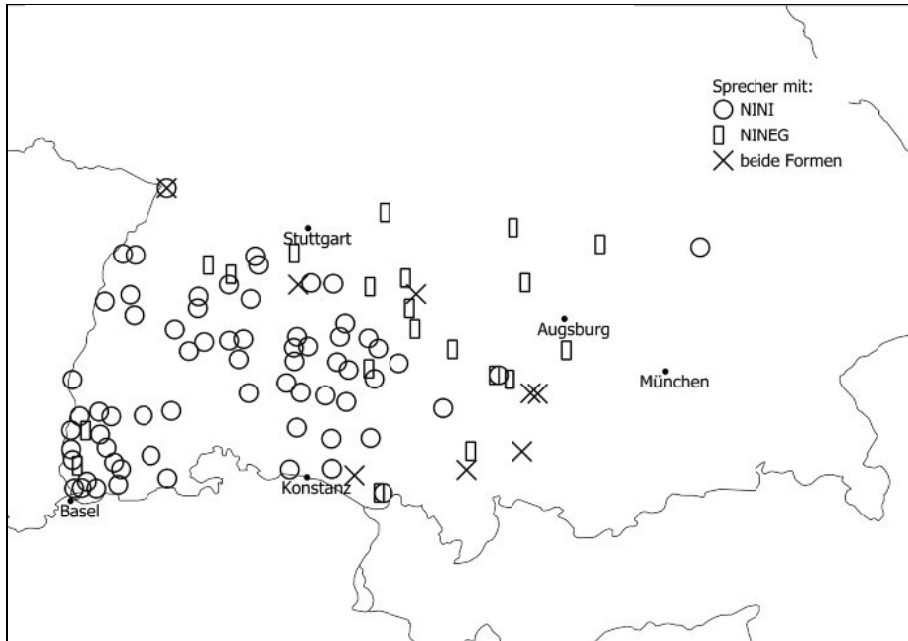 Sprecher mit:
NINI
NINEG
beide Formen
Stuttgart
Augsburg
München
Konstanz
Basel